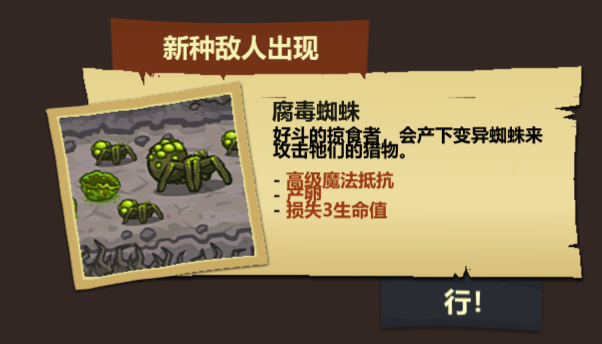 新种敌人出现
腐毒蜘蛛
好斗的掠食者，会产下变异蜘蛛来
攻击牠们的猎物。
- 高级魔法抵抗
- 产卵
- 损失3生命值
行!